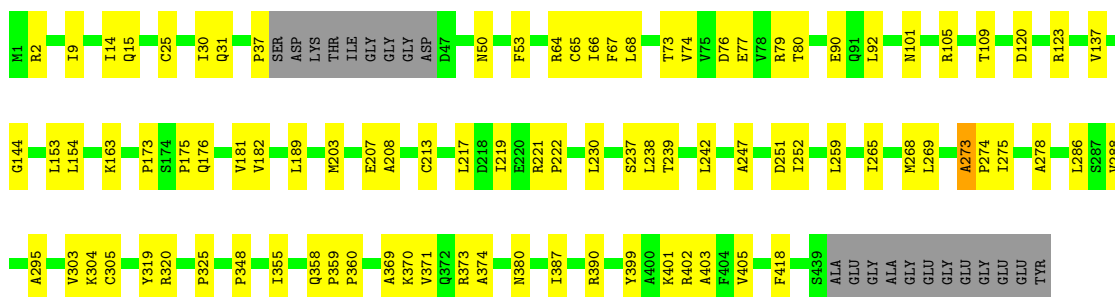 M1 R2 I9 I14 Q15 C25 I30 Q31 P37 SER ASP LYS THR ILE GLY GLY GLY ASP D47 N50 F53 R64 C65 I66 F67 L68 T73 V74 V75 D76 E77 V78 R79 T80 E90 Q91 L92 N101 R105 T109 D120 R123 V137
G144 L153 L154 K163 P173 S174 P175 Q176 V181 V182 L189 M203 E207 A208 C213 L217 D218 I219 E220 R221 P222 L230 S237 L238 T239 L242 A247 D251 I252 L259 I265 M268 L269 A273 P274 I275 A278 L286 S287
A295 V303 K304 C305 Y319 R320 P325 P348 I355 Q358 P359 P360 A369 K370 V371 Q372 R373 A374 N380 I387 R390 Y399 A400 K401 R402 A403 F404 V405 F418 S439 ALA GLU GLY ALA GLY GLU GLY GLU GLY GLU GLU TYR